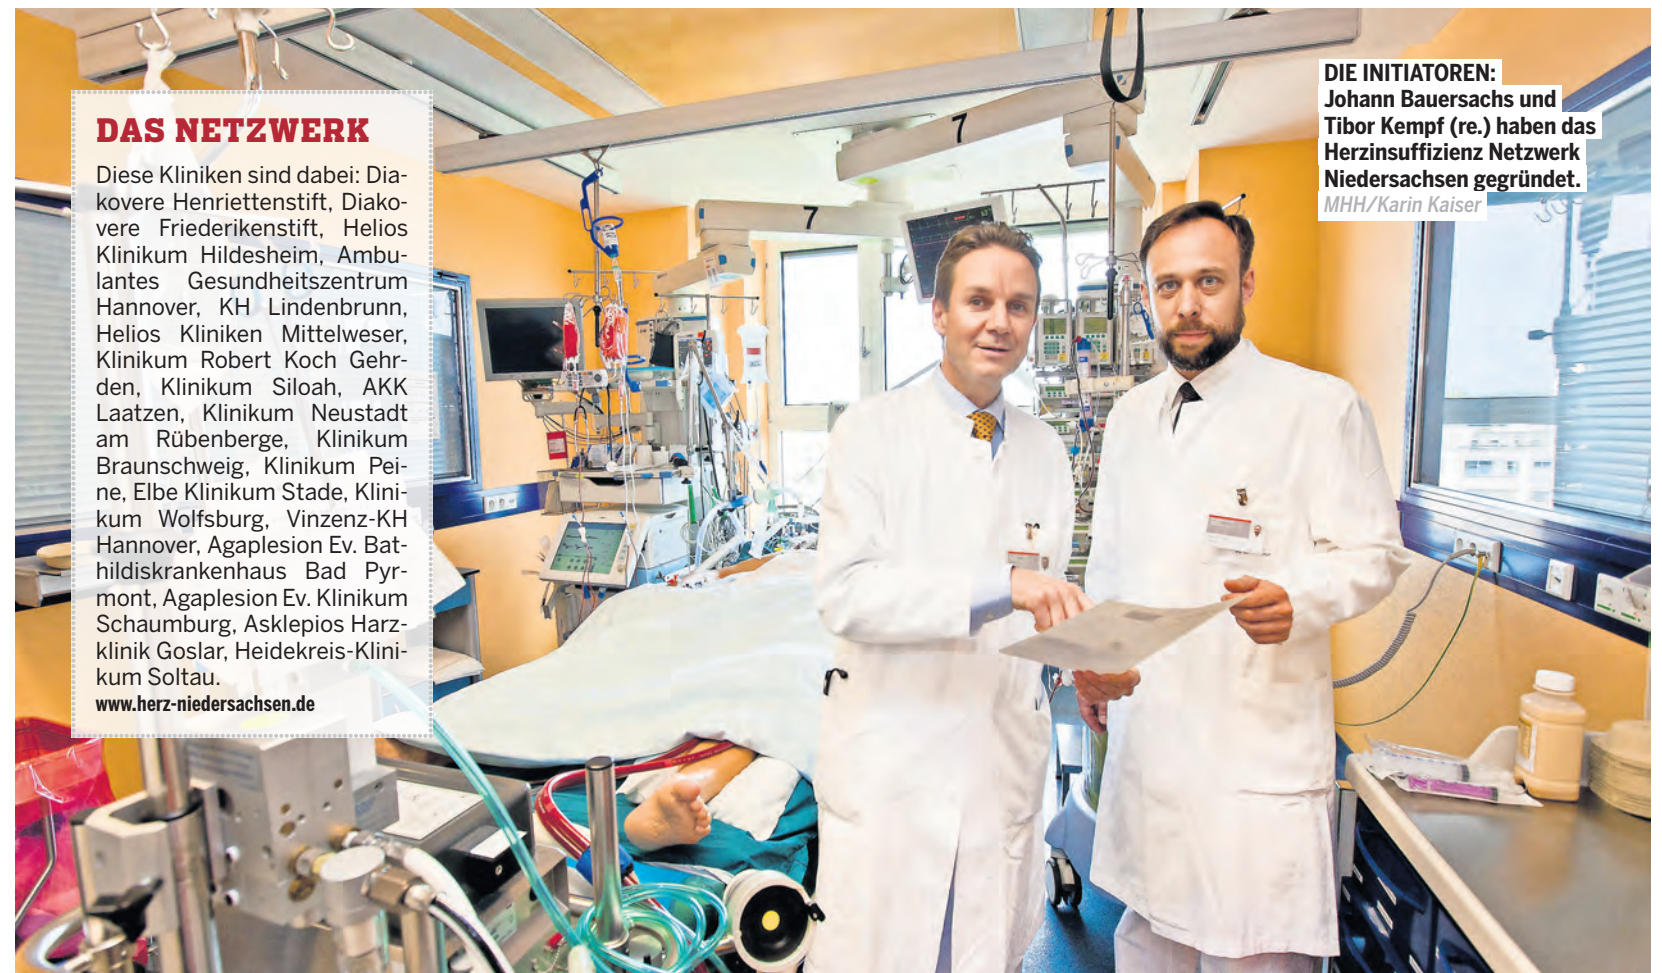 DAS NETZWERK
Diese Kliniken sind dabei: Dia-
kovere Henriettenstift, Diako-
vere Friederikenstift, Helios
Klinikum Hildesheim, Ambu-
lantes Gesundheitszentrum
Hannover, KH Lindenbrunn,
Helios Kliniken Mittelweser,
Klinikum Robert Koch Gehr-
den, Klinikum Siloah, AKK
Laatzen, Klinikum Neustadt
am Rübenberge, Klinikum
Braunschweig, Klinikum Pei-
ne, Elbe Klinikum Stade, Klini-
kum Wolfsburg, Vinzenz-KH
Hannover, Agaplesion Ev. Bat-
hildiskrankenhaus Bad Pyr-
mont, Agaplesion Ev. Klinikum
Schaumburg, Asklepios Harz-
klinik Goslar, Heidekreis-Klini-
kum Soltau.
www.herz-niedersachsen.de
7
7
DIE INITIATOREN:
Johann Bauersachs und
Tibor Kempf (re.) haben das
Herzinsuffizienz Netzwerk
Niedersachsen gegründet.
MHH/Karin Kaiser